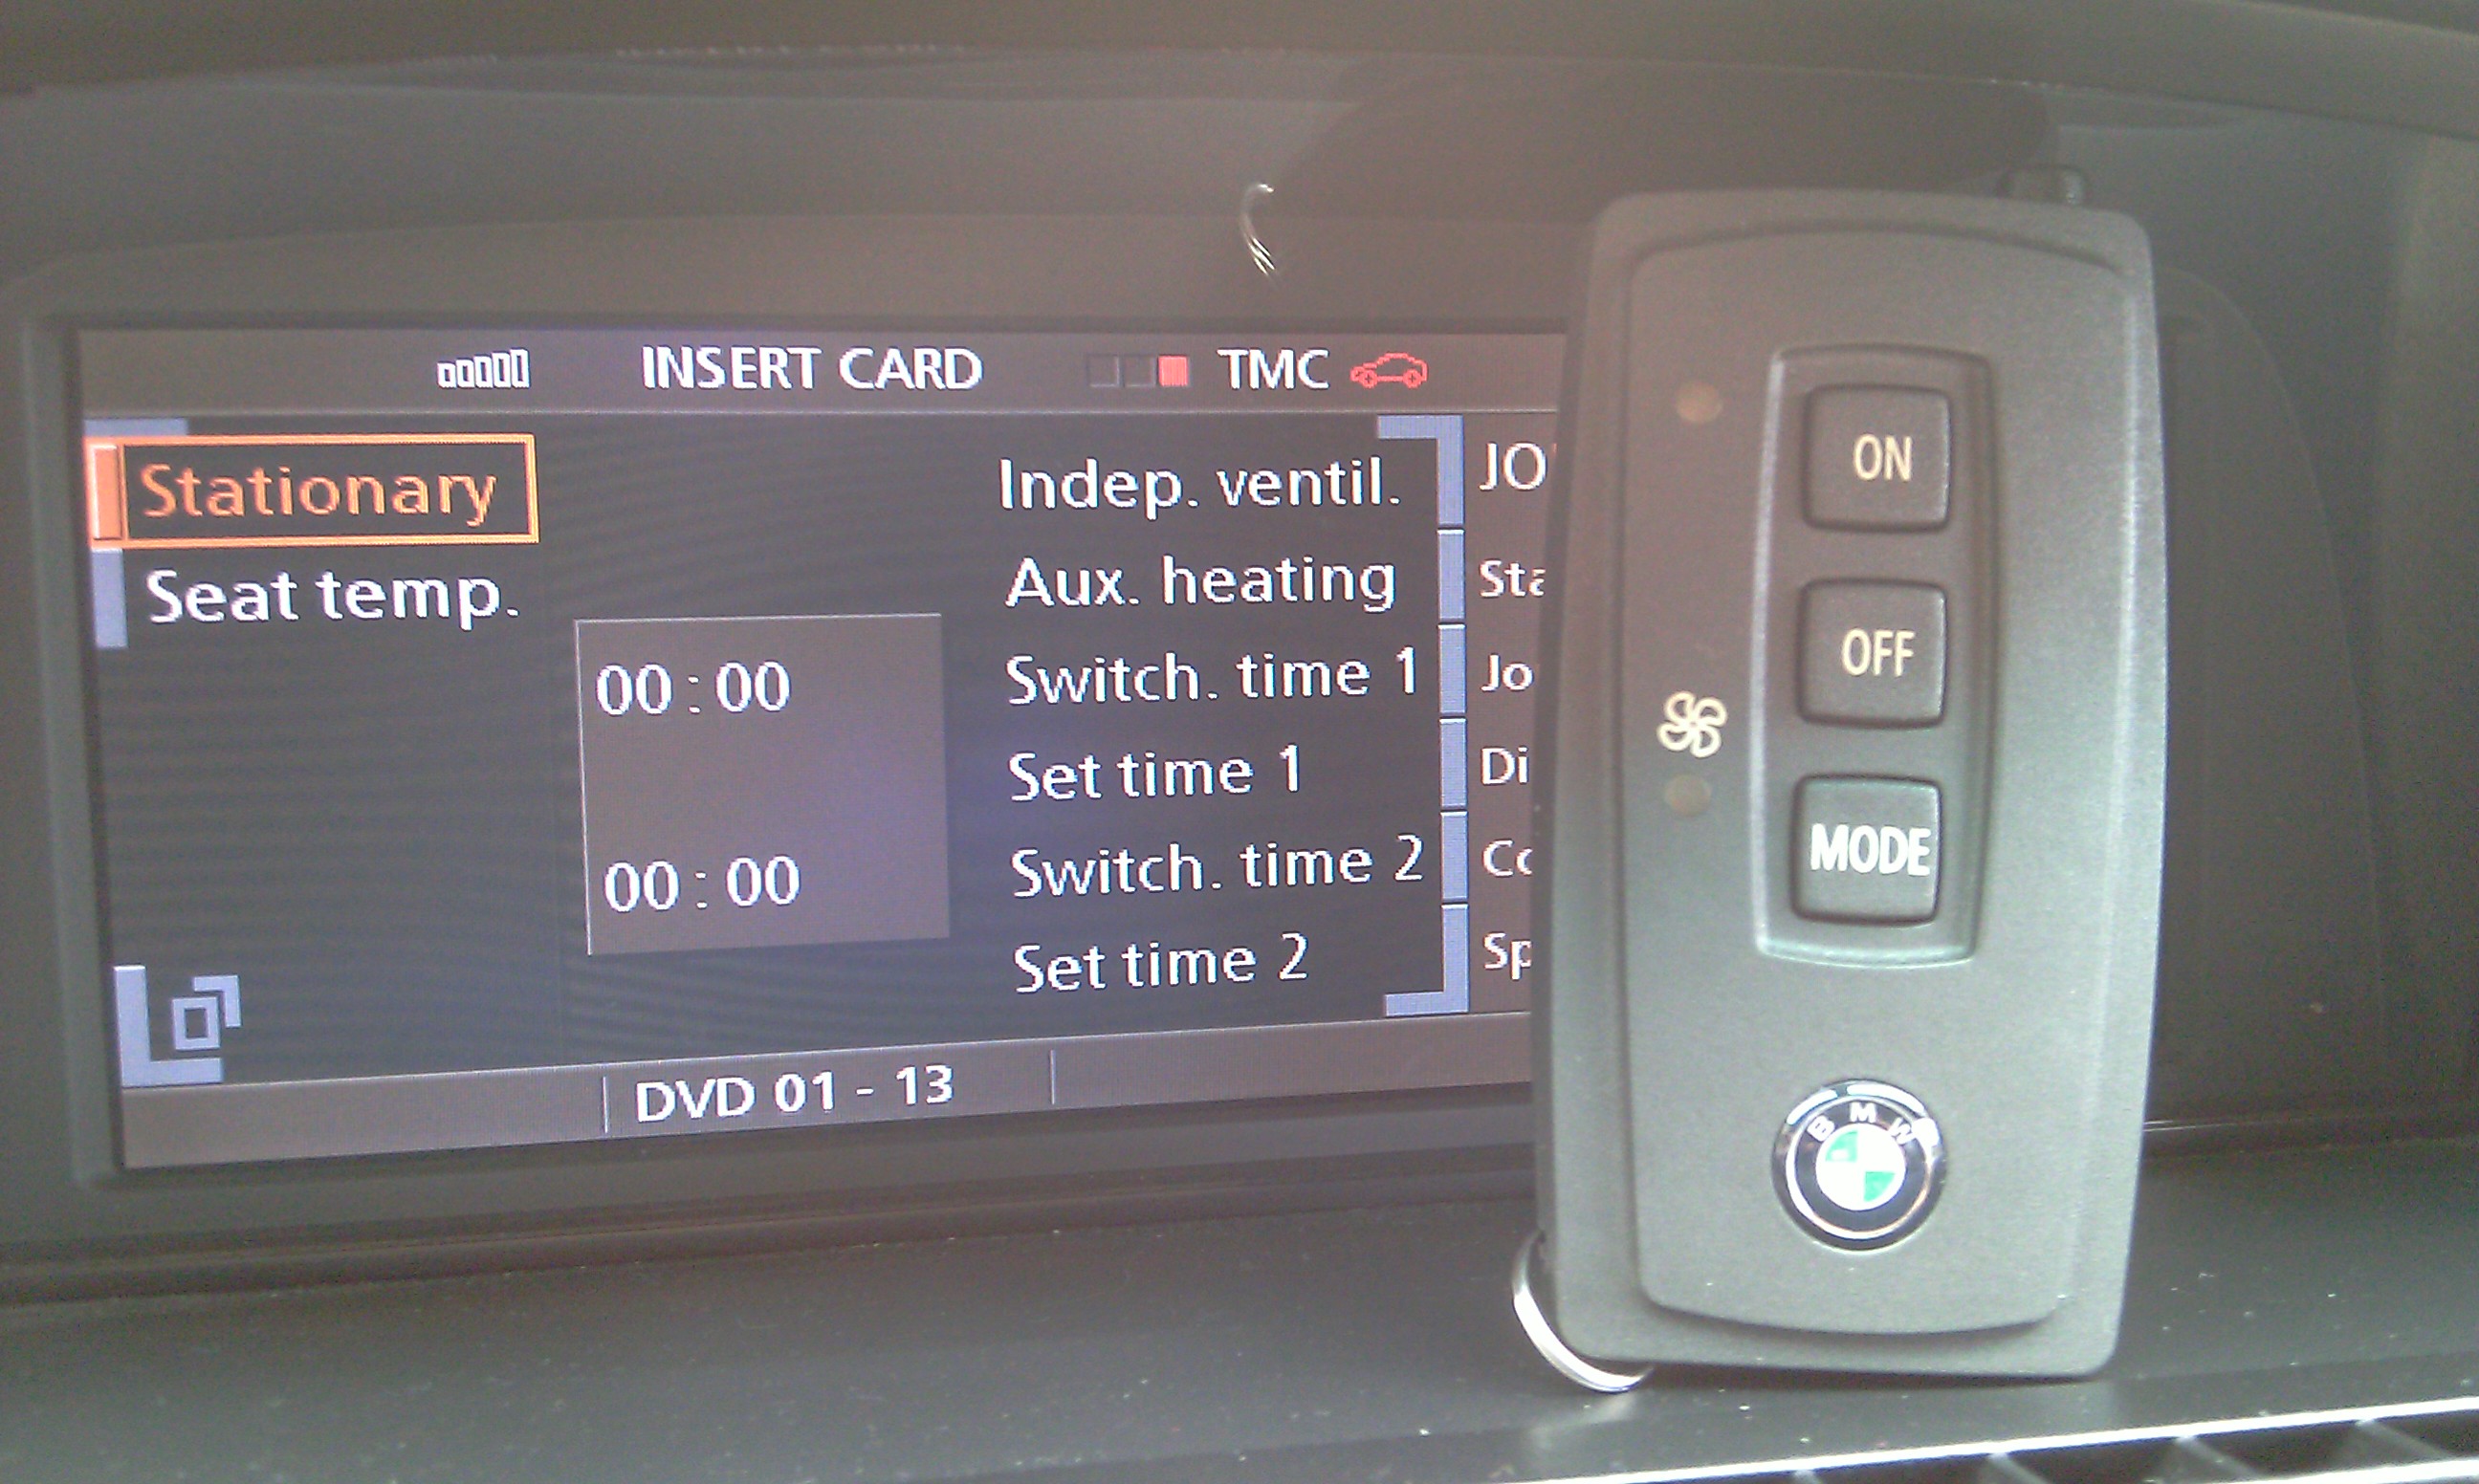 INSERT CARD TMC
Stationary
Seat temp.
00 : 00
00 : 00
Indep. ventil.
Aux. heating
Switch. time 1
Set time 1
Switch. time 2
Set time 2
DVD 01 - 13
ON
OFF
MODE
BMW